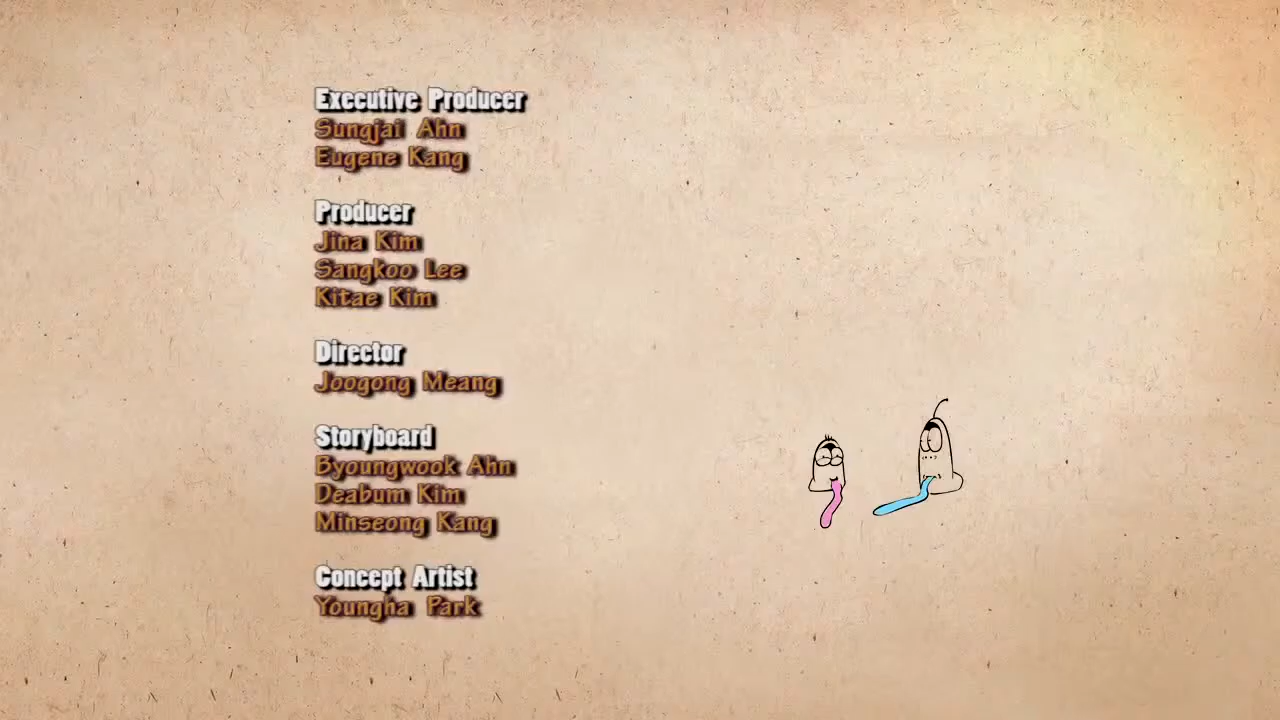 Executive Producer
Sungjai Ahn
Eugene Kang
Producer
Jina Kim
Sangkoo Lee
Kitae Kim
Director
Joogong Meang
Storyboard
Byoungwook Ahn
Deabum Kim
Minseong Kang
Concept Artist
Youngha Park